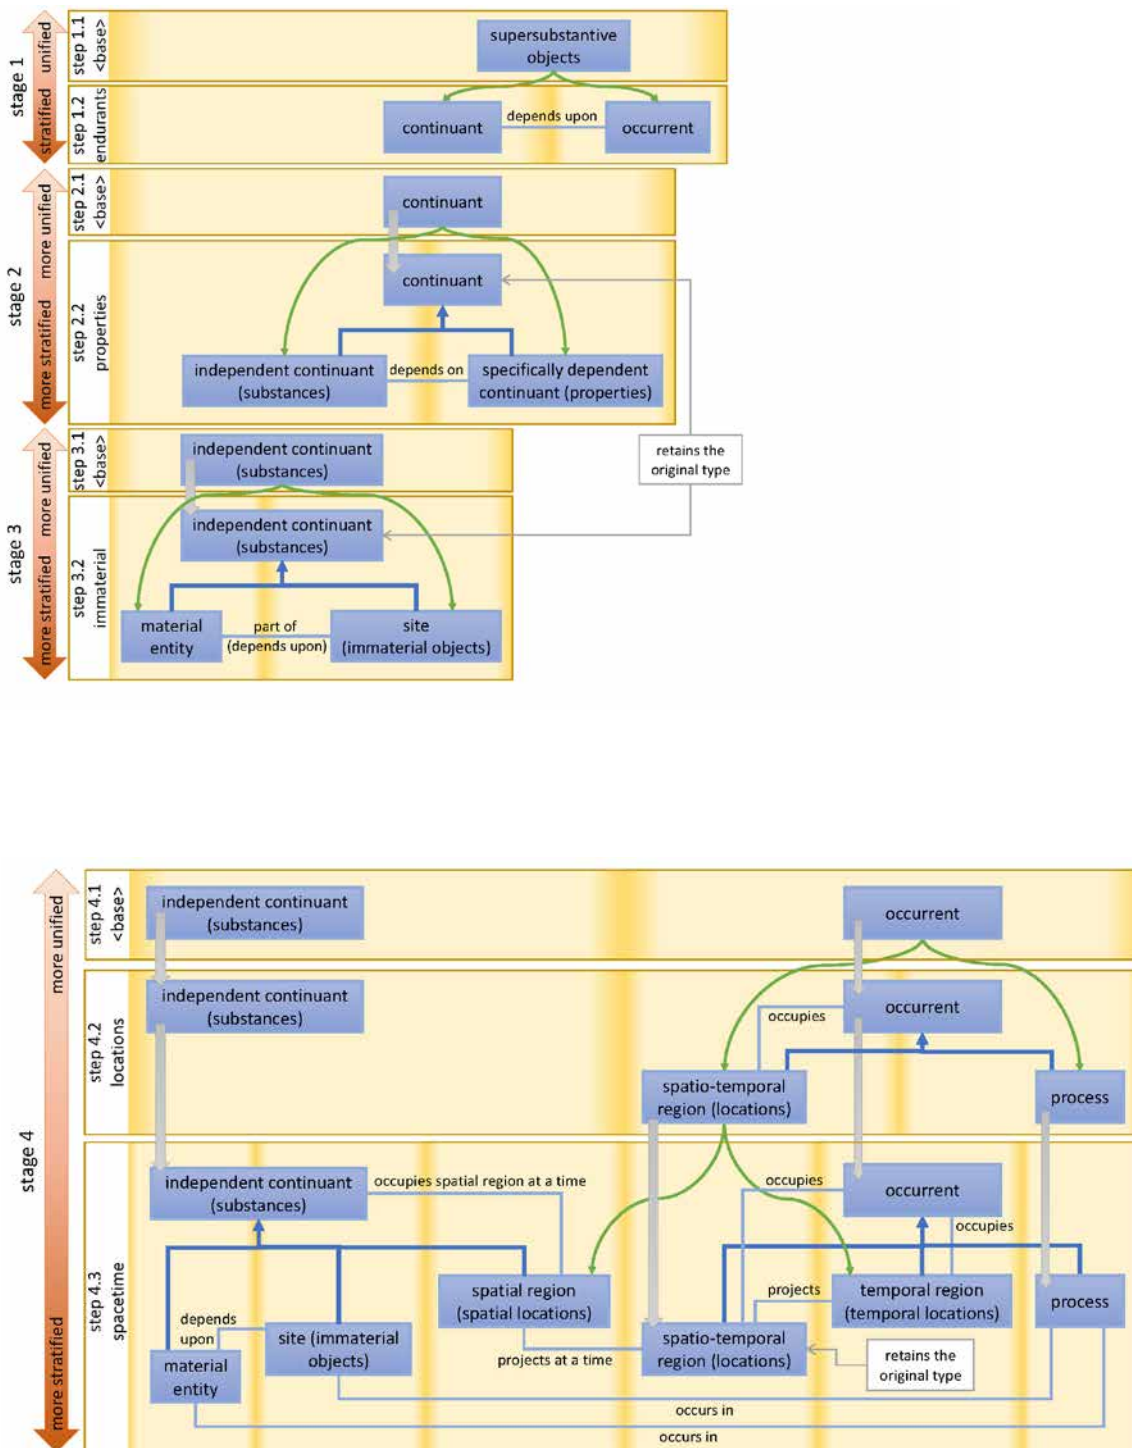 stage 1
unified
stratified
step 1.1
<base>
supersubstantive
objects
step 1.2
endurants
continuant
depends upon
occurrent
stage 2
more unified
more stratified
step 2.1
<base>
continuant
step 2.2
properties
continuant
independent continuant
(substances)
depends on
specifically dependent
continuant (properties)
retains the
original type
stage 3
more unified
more stratified
step 3.1
<base>
independent continuant
(substances)
step 3.2
immaterial
independent continuant
(substances)
material
entity
part of
(depends upon)
site
(immaterial objects)
stage 4
more unified
more stratified
step 4.1
<base>
independent continuant
(substances)
occurrent
step 4.2
locations
independent continuant
(substances)
occupies
occurrent
spatio-temporal
region (locations)
process
step 4.3
spacetime
independent continuant
(substances)
occupies spatial region at a time
occupies
occurrent
occupies
spatial region
(spatial locations)
projects
temporal region
(temporal locations)
process
depends
upon
site (immaterial
objects)
material
entity
projects at a time
spatio-temporal
region (locations)
retains the
original type
occurs in
occurs in